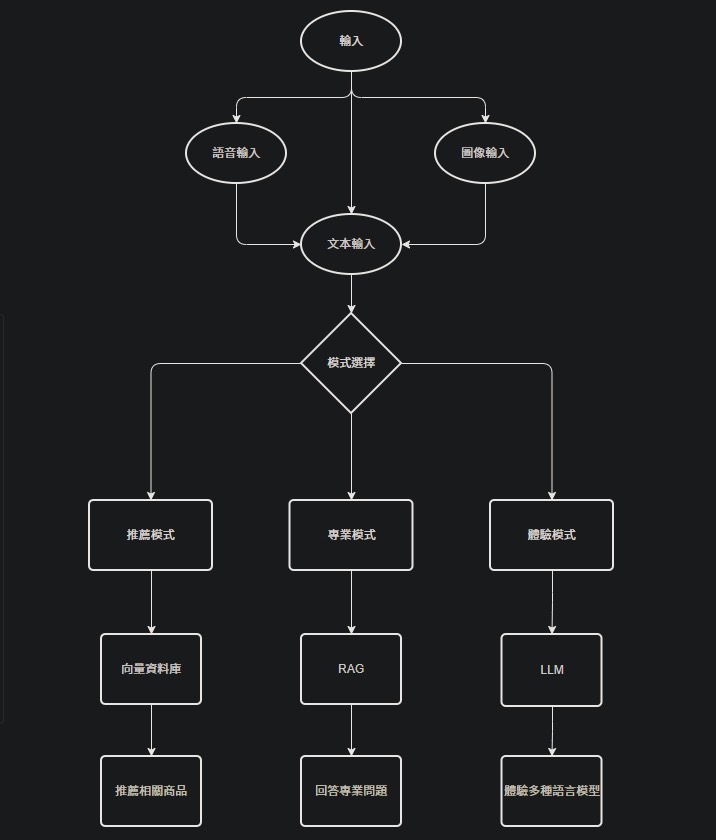 輸入
語音輸入
圖像輸入
文本輸入
模式選擇
推薦模式
專業模式
體驗模式
向量資料庫
RAG
LLM
推薦相關商品
回答專業問題
體驗多種語言模型